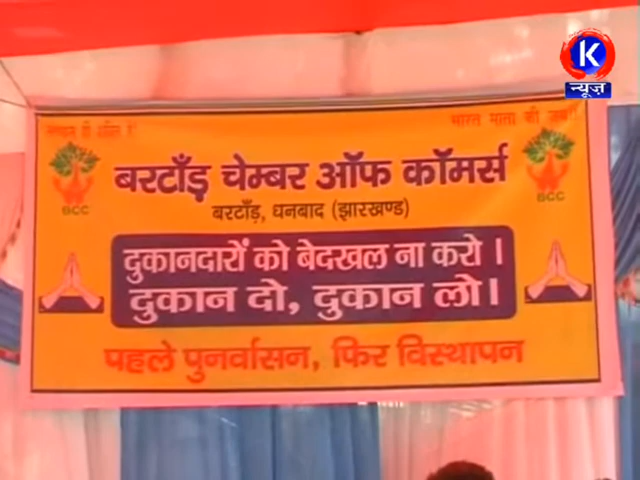 K
न्यूज़
भारत माता की जय!!
बरटाँड़ चेम्बर ऑफ कॉमर्स
BCC
BCC
बरटाँड़, धनबाद (झारखण्ड)
दुकानदारों को बेदखल ना करो।
दुकान दो, दुकान लो।
पहले पुनर्वासन, फिर विस्थापन